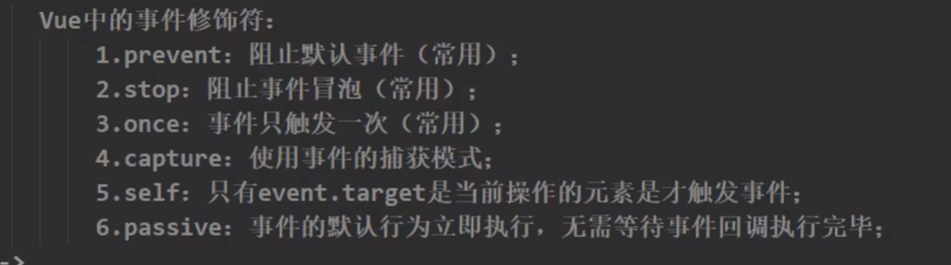 Vue中的事件修饰符：
1.prevent：阻止默认事件（常用）；
2.stop：阻止事件冒泡（常用）；
3.once：事件只触发一次（常用）；
4.capture：使用事件的捕获模式；
5.self：只有event.target是当前操作的元素是才触发事件；
6.passive：事件的默认行为立即执行，无需等待事件回调执行完毕；
->